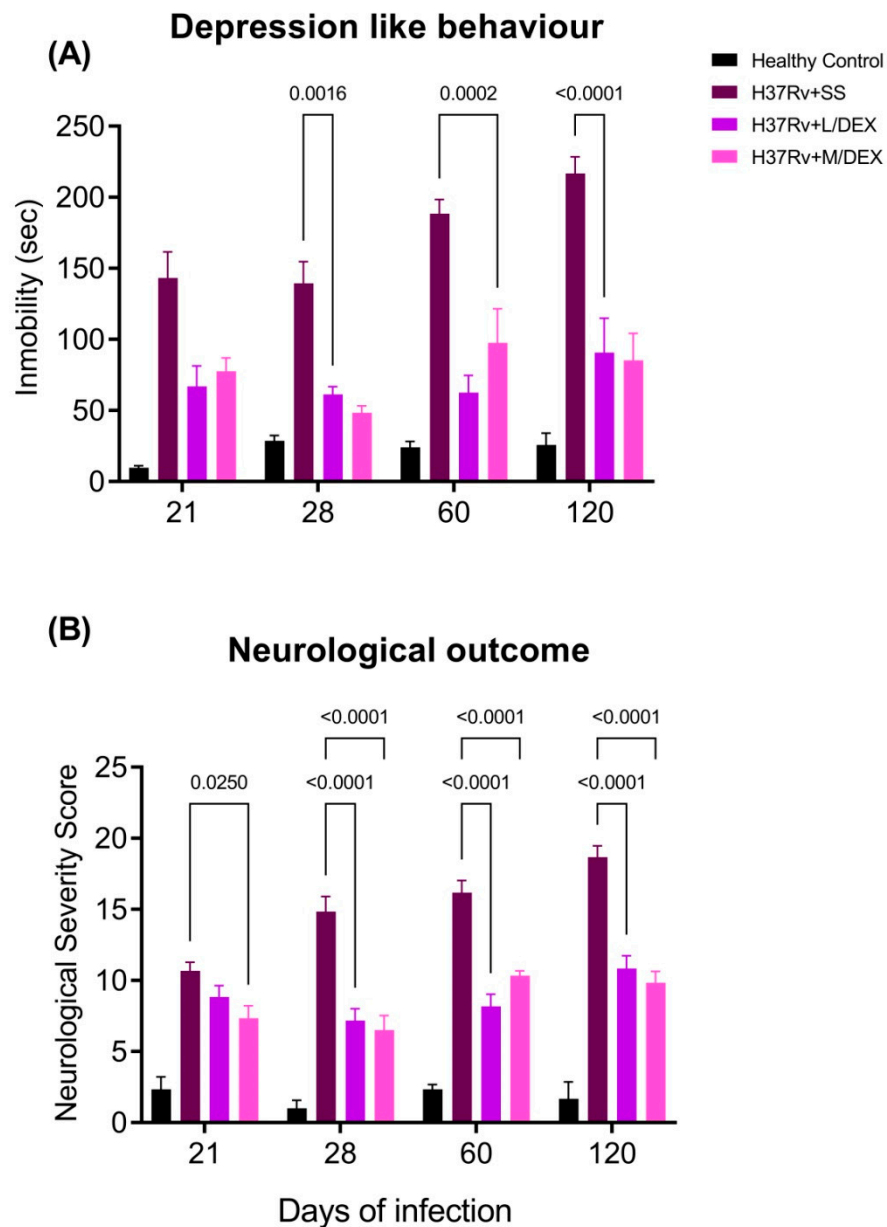 Depression like behaviour
(A)
Healthy Control
H37Rv+SS
H37Rv+L/DEX
H37Rv+M/DEX
0.0016
0.0002
<0.0001
Inmobility (sec)
250
200
150
100
50
0
21
28
60
120
(B)
Neurological outcome
<0.0001
<0.0001
<0.0001
0.0250
<0.0001
<0.0001
<0.0001
Neurological Severity Score
25
20
15
10
5
0
21
28
60
120
Days of infection